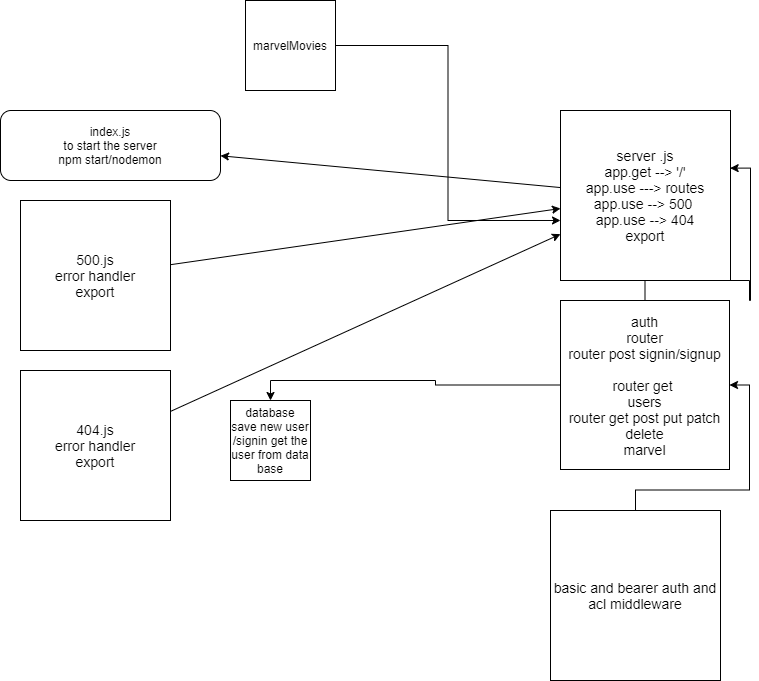 marvelMovies
index.js
to start the server
npm start/nodemon
server .js
app.get --> '/'
app.use ---> routes
app.use --> 500
app.use --> 404
export
500.js
error handler
export
auth
router
router post signin/signup
router get
users
router get post put patch
delete
marvel
404.js
error handler
export
database
save new user
/signin get the
user from data
base
basic and bearer auth and
acl middleware